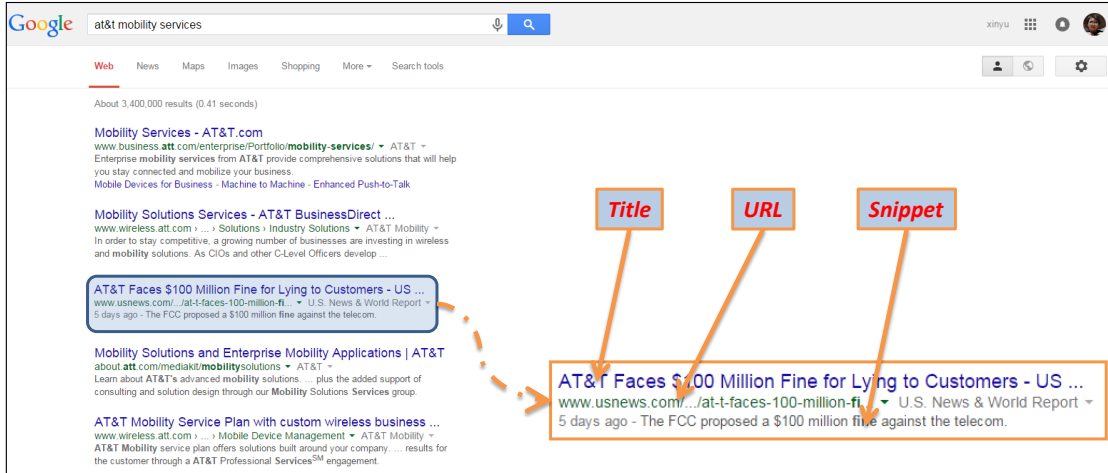 Google
at&t mobility services
xinyu
Web News Maps Images Shopping More Search tools
About 3,400,000 results (0.41 seconds)
Mobility Services - AT&T.com
www.business.att.com/enterprise/Portfolio/mobility-services/ AT&T
Enterprise mobility services from AT&T provide comprehensive solutions that will help
you stay connected and mobilize your business.
Mobile Devices for Business - Machine to Machine - Enhanced Push-to-Talk
Mobility Solutions Services - AT&T BusinessDirect ...
www.wireless.att.com › ... › Solutions › Industry Solutions AT&T Mobility
In order to stay competitive, a growing number of businesses are investing in wireless
and mobility solutions. As CIOs and other C-Level Officers develop ...
AT&T Faces $100 Million Fine for Lying to Customers - US ...
www.usnews.com/.../at-t-faces-100-million-fi... U.S. News & World Report
5 days ago - The FCC proposed a $100 million fine against the telecom.
Mobility Solutions and Enterprise Mobility Applications | AT&T
about.att.com/mediakit/mobilitysolutions AT&T
Learn about AT&T's advanced mobility solutions. ... plus the added support of
consulting and solution design through our Mobility Solutions Services group.
AT&T Mobility Service Plan with custom wireless business ...
www.wireless.att.com › ... › Mobile Device Management AT&T Mobility
AT&T Mobility service plan offers solutions built around your company. ... results for
the customer through a AT&T Professional Services℠ engagement.
Title
URL
Snippet
AT&T Faces $100 Million Fine for Lying to Customers - US ...
www.usnews.com/.../at-t-faces-100-million-fi... U.S. News & World Report
5 days ago - The FCC proposed a $100 million fine against the telecom.